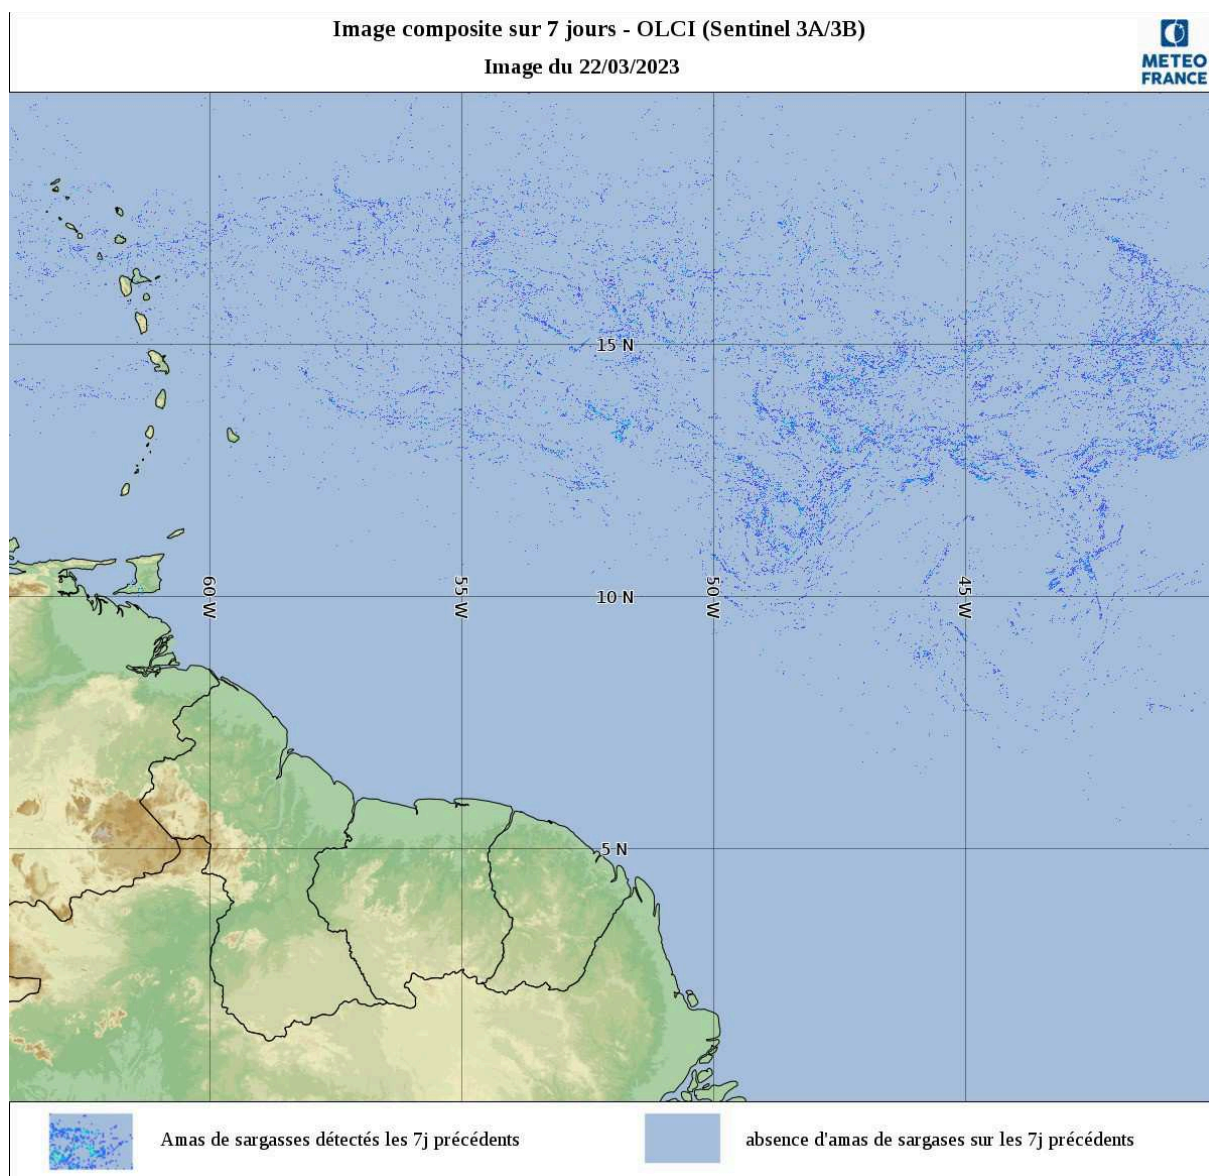 Image composite sur 7 jours - OLCI (Sentinel 3A/3B)
Image du 22/03/2023
METEO
FRANCE
15 N
60 W
55 W
10 N
50 W
45 W
5 N
Amas de sargasses détectés les 7j précédents
absence d'amas de sargases sur les 7j précédents